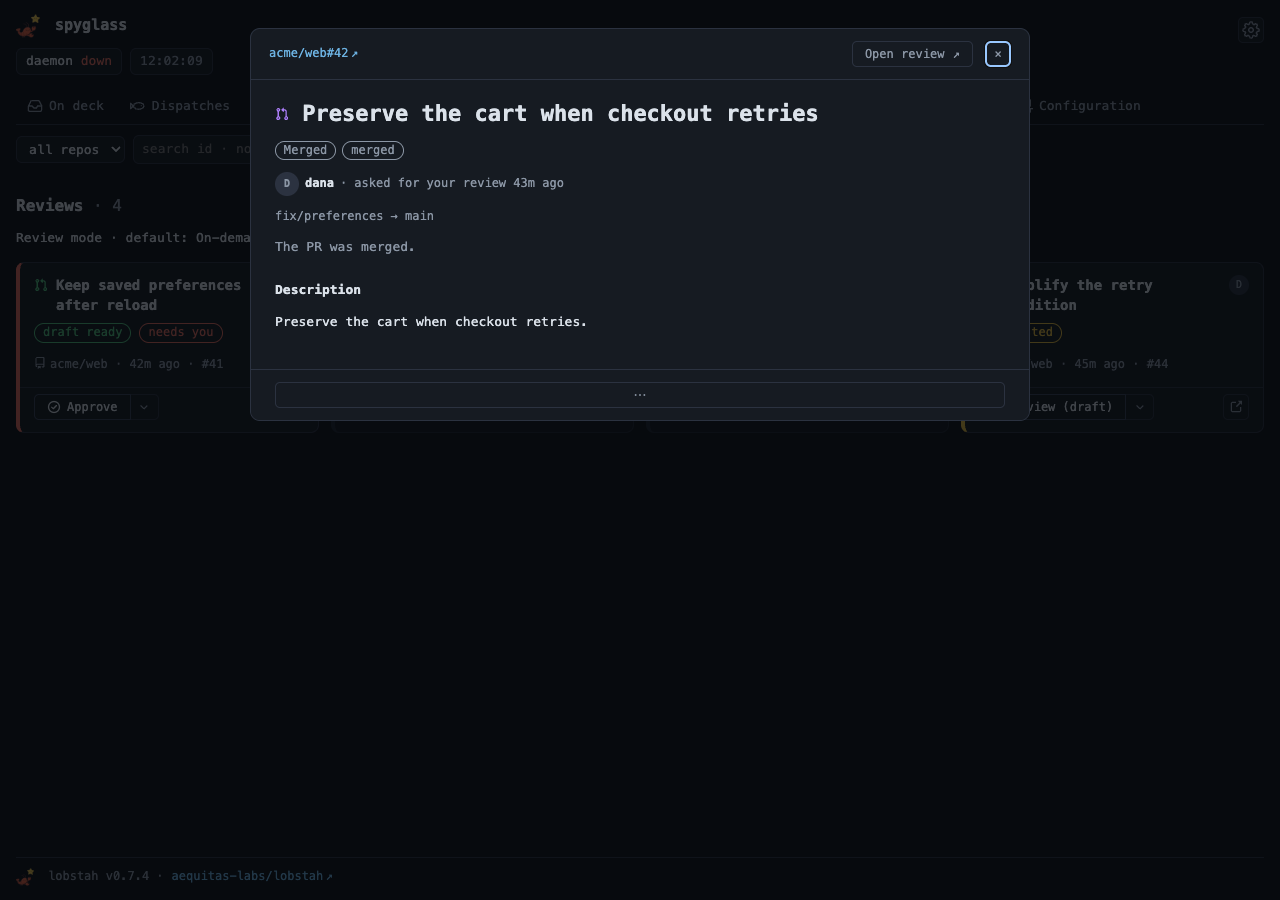 spyglass
daemon down 12:02:09
On deck Dispatches Configuration
all repos search id · no
Reviews · 4
Review mode · default: On-dema
Keep saved preferences
after reload
draft ready needs you
acme/web · 42m ago · #41
Approve
acme/web#42↗
Open review ↗ ×
Preserve the cart when checkout retries
Merged merged
D dana · asked for your review 43m ago
fix/preferences → main
The PR was merged.
Description
Preserve the cart when checkout retries.
⋯
plify the retry D
dition
ted
web · 45m ago · #44
view (draft)
lobstah v0.7.4 · aequitas-labs/lobstah↗